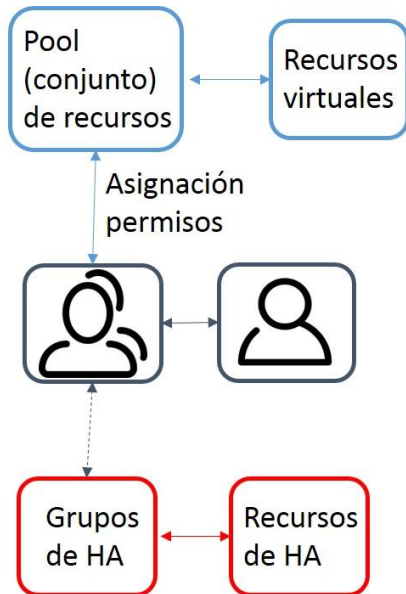 Pool
(conjunto)
de recursos
Recursos
virtuales
Asignación
permisos
Grupos
de HA
Recursos
de HA